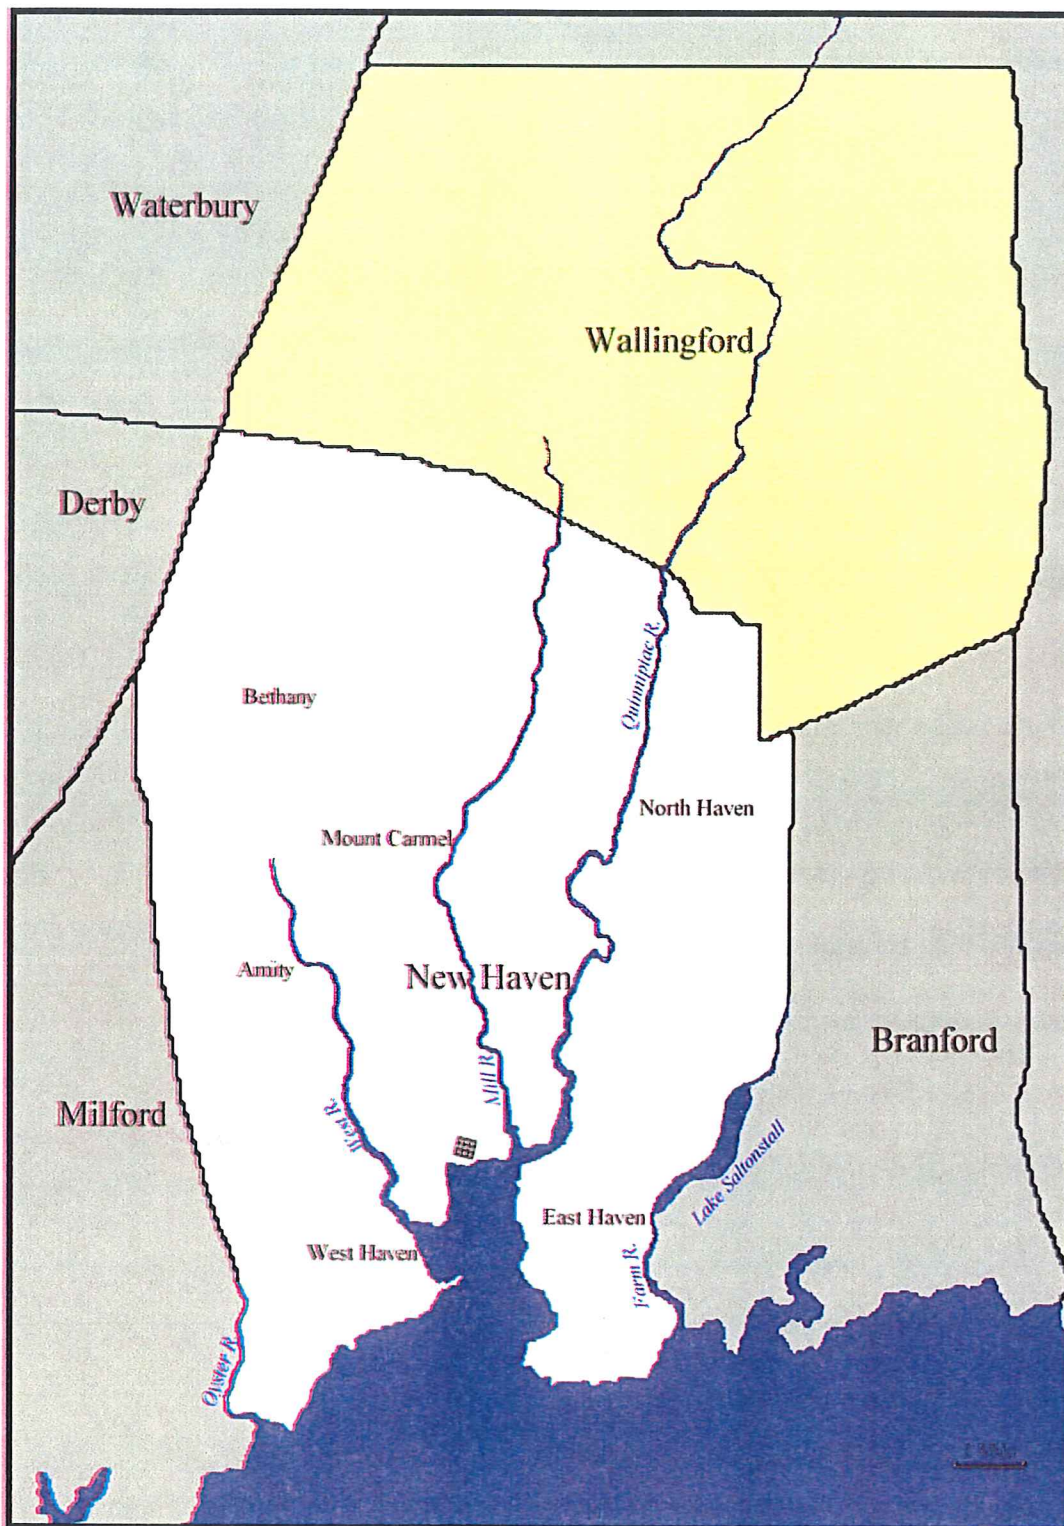 Waterbury
Wallingford
Derby
Bethany
Quinnipiac R.
North Haven
Mount Carmel
Amity
New Haven
Branford
Milford
West R.
Mill R
Lake Saltonstall
East Haven
West Haven
Farm R.
Oyster R